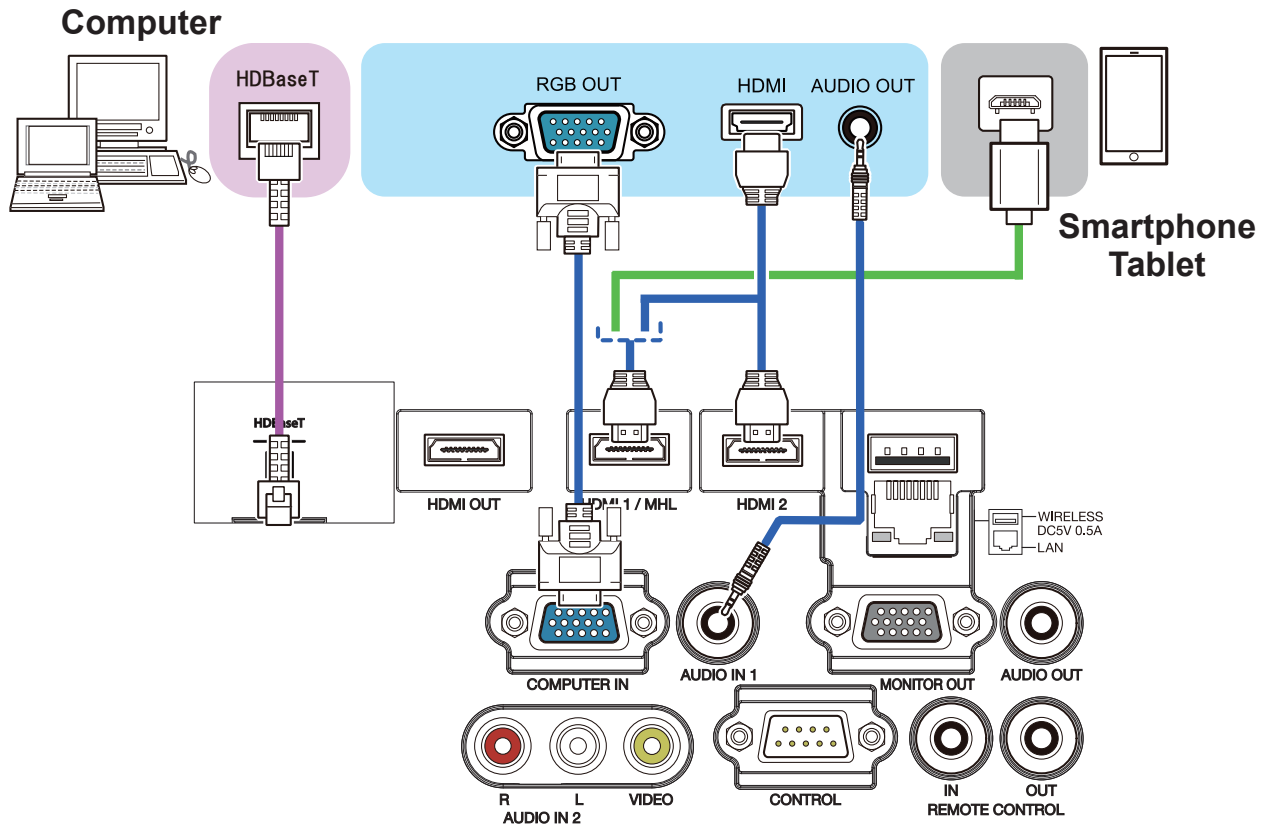 Computer
HDBaseT
RGB OUT
HDMI
AUDIO OUT
Smartphone
Tablet
HDBaseT
HDMI OUT
HDMI 1 / MHL
HDMI 2
WIRELESS
DC5V 0.5A
LAN
COMPUTER IN
AUDIO IN 1
MONITOR OUT
AUDIO OUT
R
L
VIDEO
AUDIO IN 2
CONTROL
IN
OUT
REMOTE CONTROL